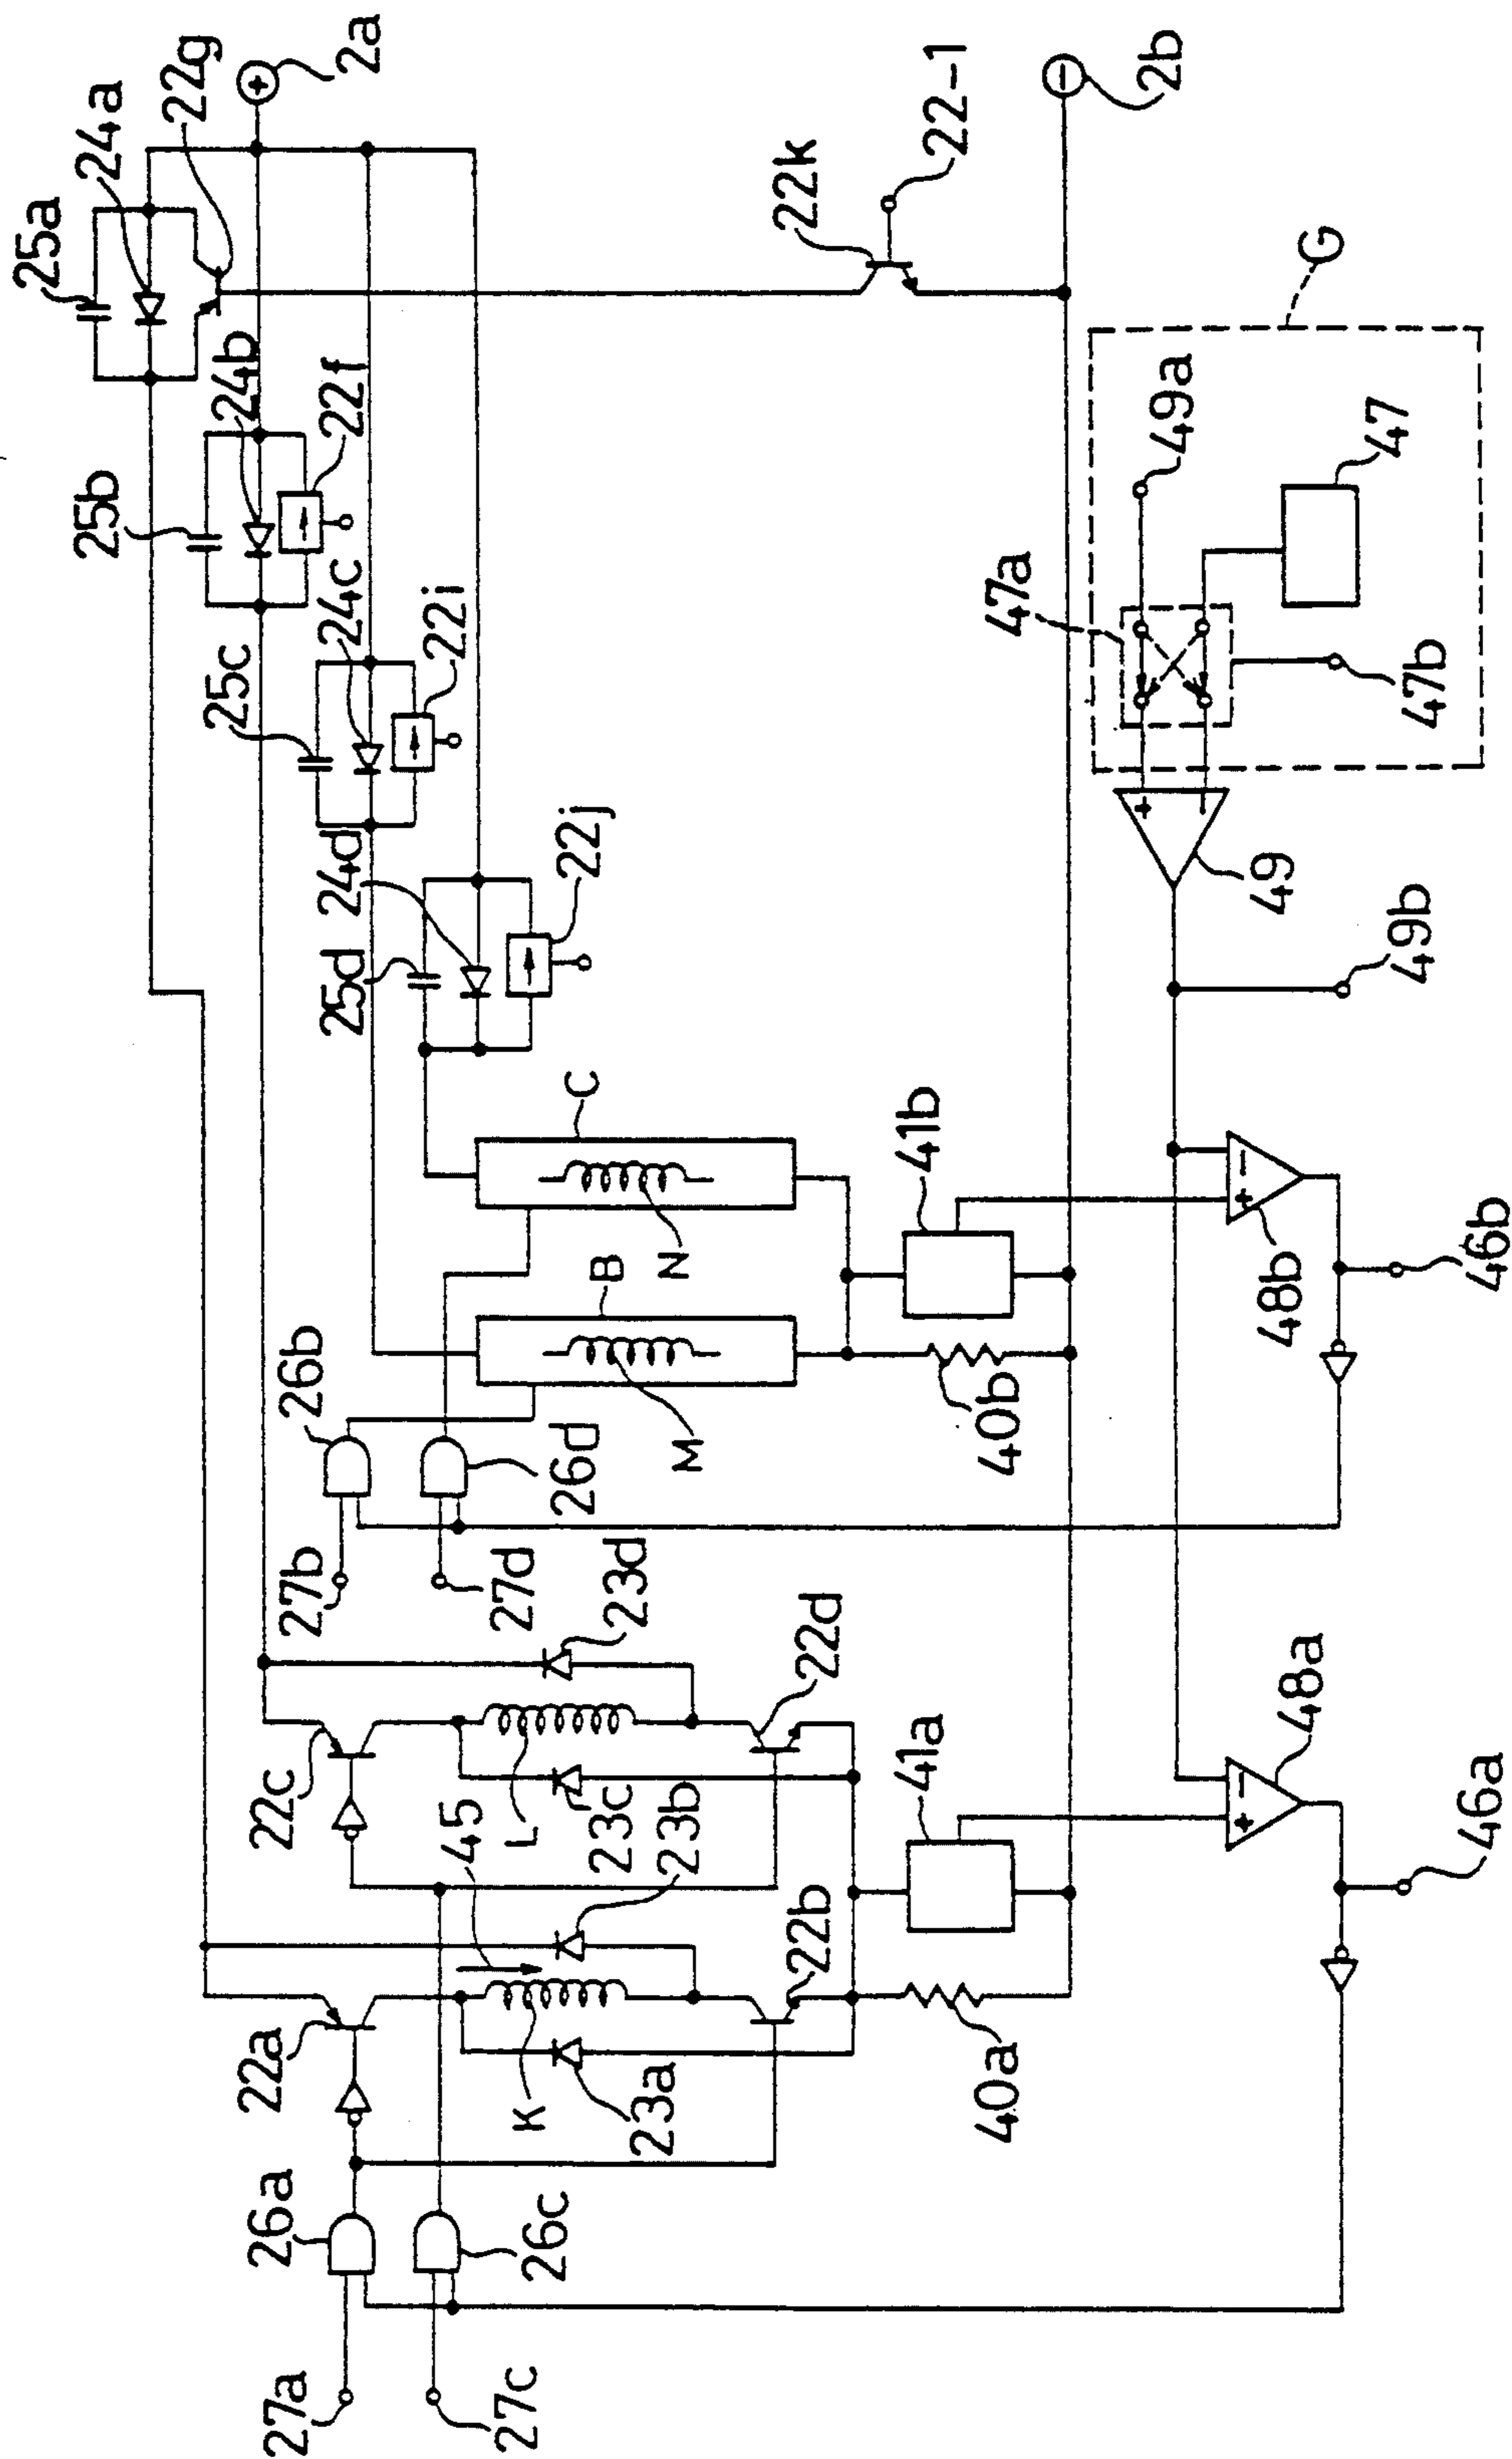 25a
24a
22g
2a
+
25b
24b
22f
25c
24c
22i
25d
24d
22j
22k
22-1
2b
−
G
49a
47
47a
47b
+
−
49
49b
C
N
B
M
41b
40b
26b
26d
27b
27d
+
−
48b
46b
22c
22d
23d
23c
L
45
23b
22a
22b
23a
K
41a
40a
+
−
48a
46a
26a
26c
27a
27c